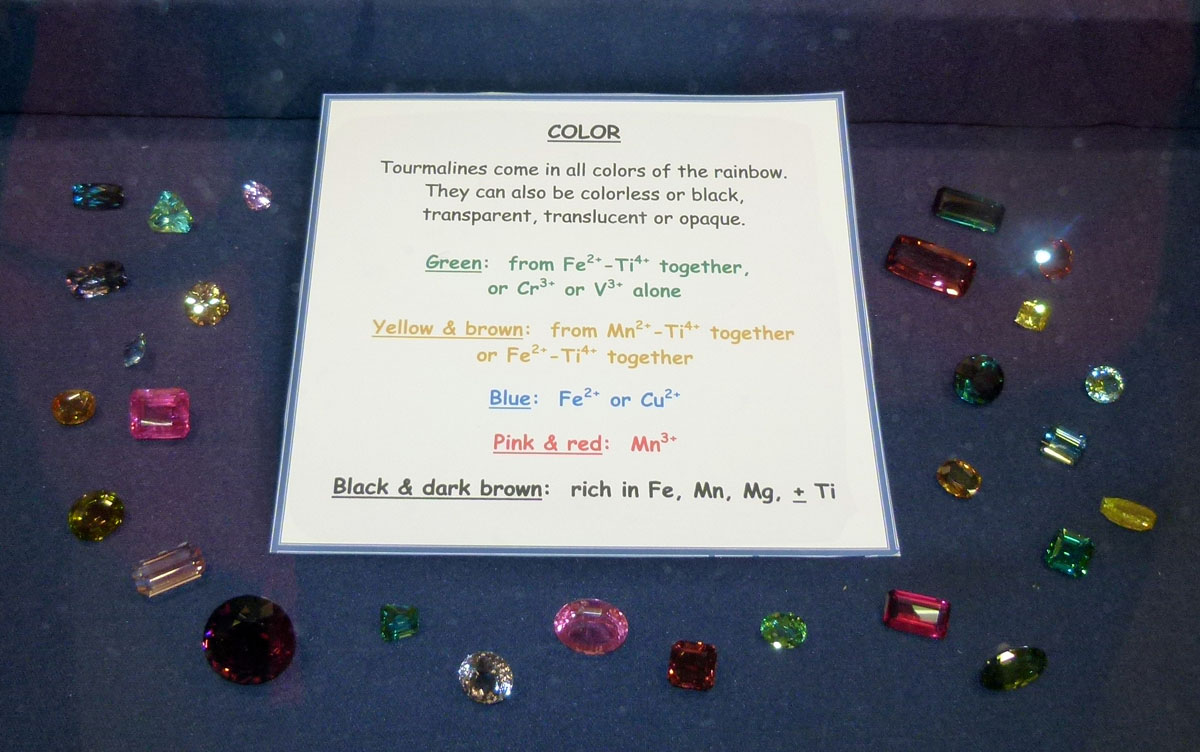 COLOR
Tourmalines come in all colors of the rainbow.
They can also be colorless or black,
transparent, translucent or opaque.
Green: from Fe²⁺-Ti⁴⁺ together,
or Cr³⁺ or V³⁺ alone
Yellow & brown: from Mn²⁺-Ti⁴⁺ together
or Fe²⁺-Ti⁴⁺ together
Blue: Fe²⁺ or Cu²⁺
Pink & red: Mn³⁺
Black & dark brown: rich in Fe, Mn, Mg, ± Ti